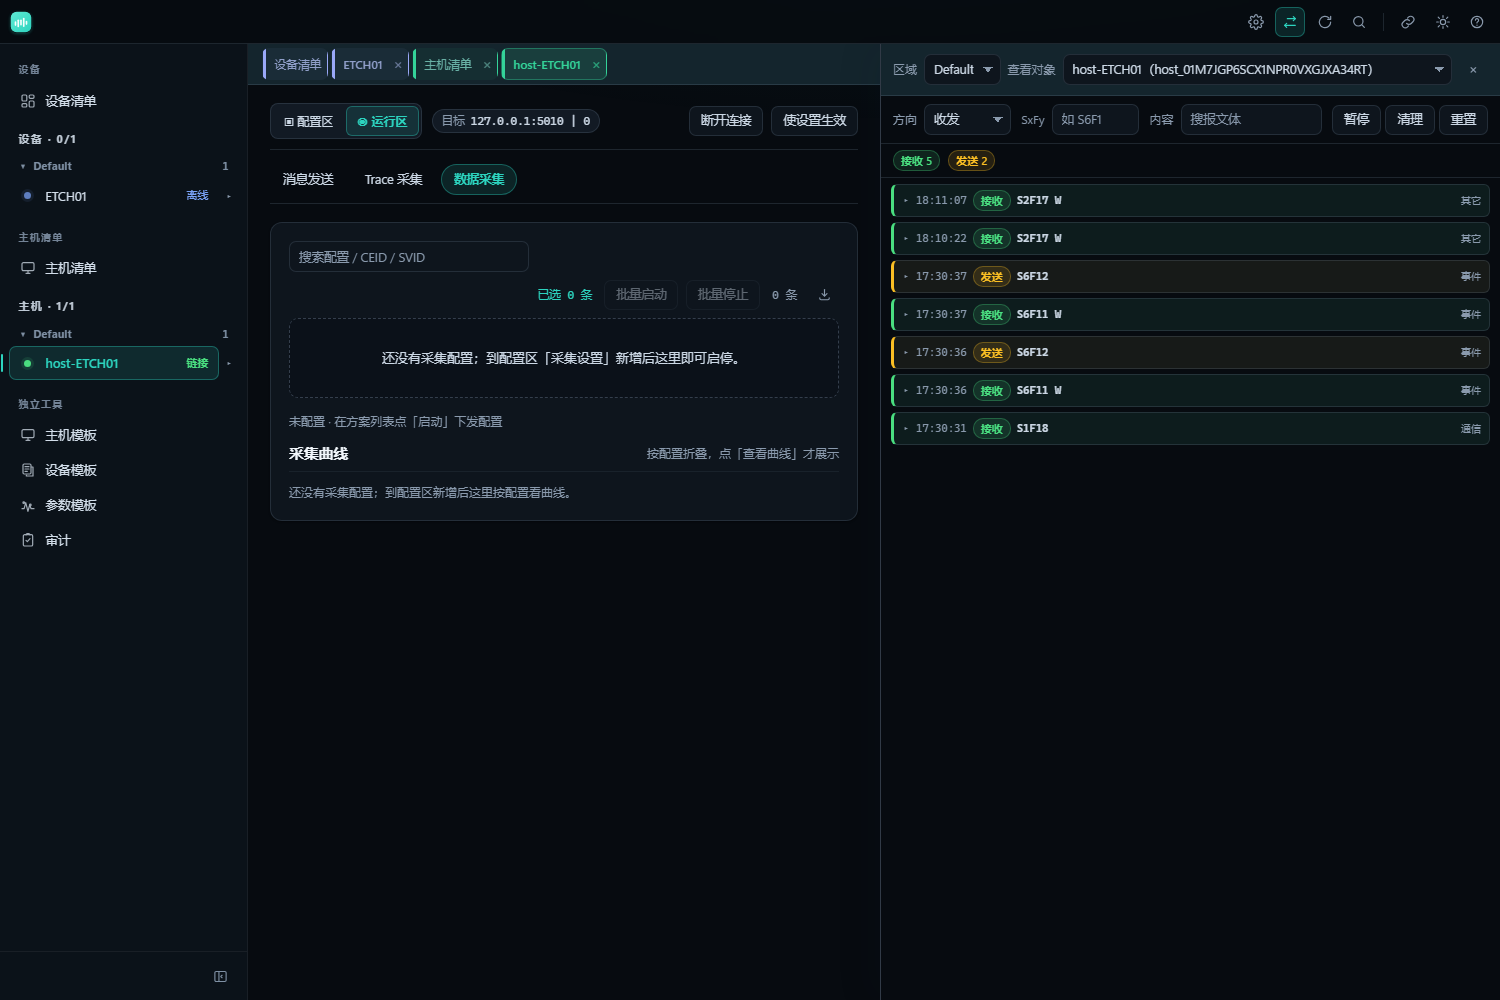 设备
设备清单
设备 · 0/1
Default 1
ETCH01 离线
主机清单
主机清单
主机 · 1/1
Default 1
host-ETCH01 链接
独立工具
主机模板
设备模板
参数模板
审计
设备清单 ETCH01 × 主机清单 × host-ETCH01 ×
配置区 运行区 目标 127.0.0.1:5010 | 0 断开连接 使设置生效
消息发送 Trace 采集 数据采集
搜索配置 / CEID / SVID
已选 0 条 批量启动 批量停止 0 条
还没有采集配置；到配置区「采集设置」新增后这里即可启停。
未配置 · 在方案列表点「启动」下发配置
采集曲线 按配置折叠，点「查看曲线」才展示
还没有采集配置；到配置区新增后这里按配置看曲线。
区域 Default 查看对象 host-ETCH01（host_01M7JGP6SCX1NPR0VXGJXA34RT） ×
方向 收发 SxFy 如 S6F1 内容 搜报文体 暂停 清理 重置
接收 5 发送 2
18:11:07 接收 S2F17 W 其它
18:10:22 接收 S2F17 W 其它
17:30:37 发送 S6F12 事件
17:30:37 接收 S6F11 W 事件
17:30:36 发送 S6F12 事件
17:30:36 接收 S6F11 W 事件
17:30:31 接收 S1F18 通信